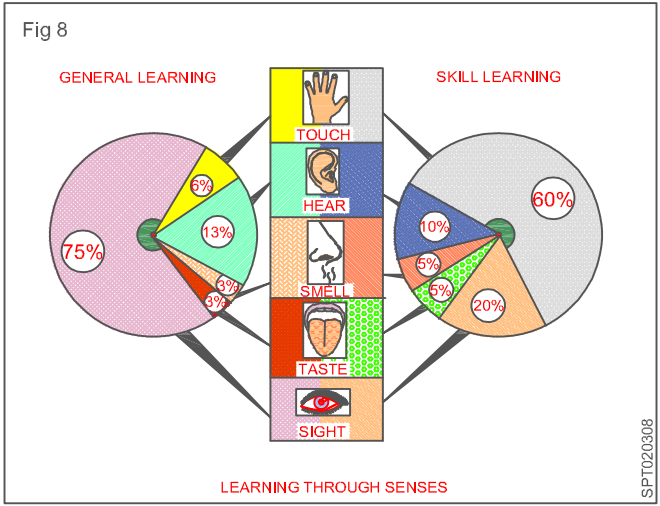 Fig 8
GENERAL LEARNING
SKILL LEARNING
TOUCH
HEAR
SMELL
TASTE
SIGHT
6%
13%
3%
3%
75%
60%
10%
5%
5%
20%
LEARNING THROUGH SENSES
SPT020308